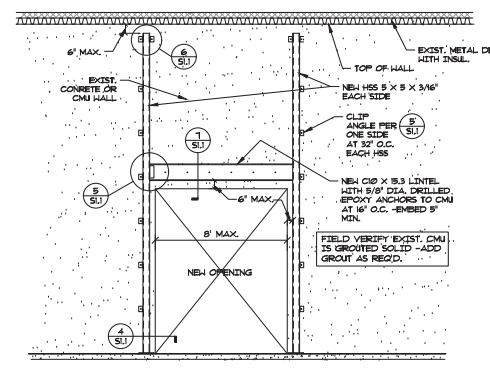 6" MAX.
6
S1.1
EXIST. METAL DE
WITH INSUL.
TOP OF WALL
EXIST.
CONRETE OR
CMU WALL
NEW HSS 5 X 5 X 3/16"
EACH SIDE
7
S1.1
CLIP
ANGLE PER
ONE SIDE
AT 32" O.C.
EACH HSS
5
S1.1
5
S1.1
NEW C10 X 15.3 LINTEL
WITH 5/8" DIA. DRILLED
EPOXY ANCHORS TO CMU
AT 16" O.C. -EMBED 5"
MIN.
6" MAX.
8' MAX.
FIELD VERIFY EXIST. CMU
IS GROUTED SOLID -ADD
GROUT AS REQ'D.
NEW OPENING
4
S1.1